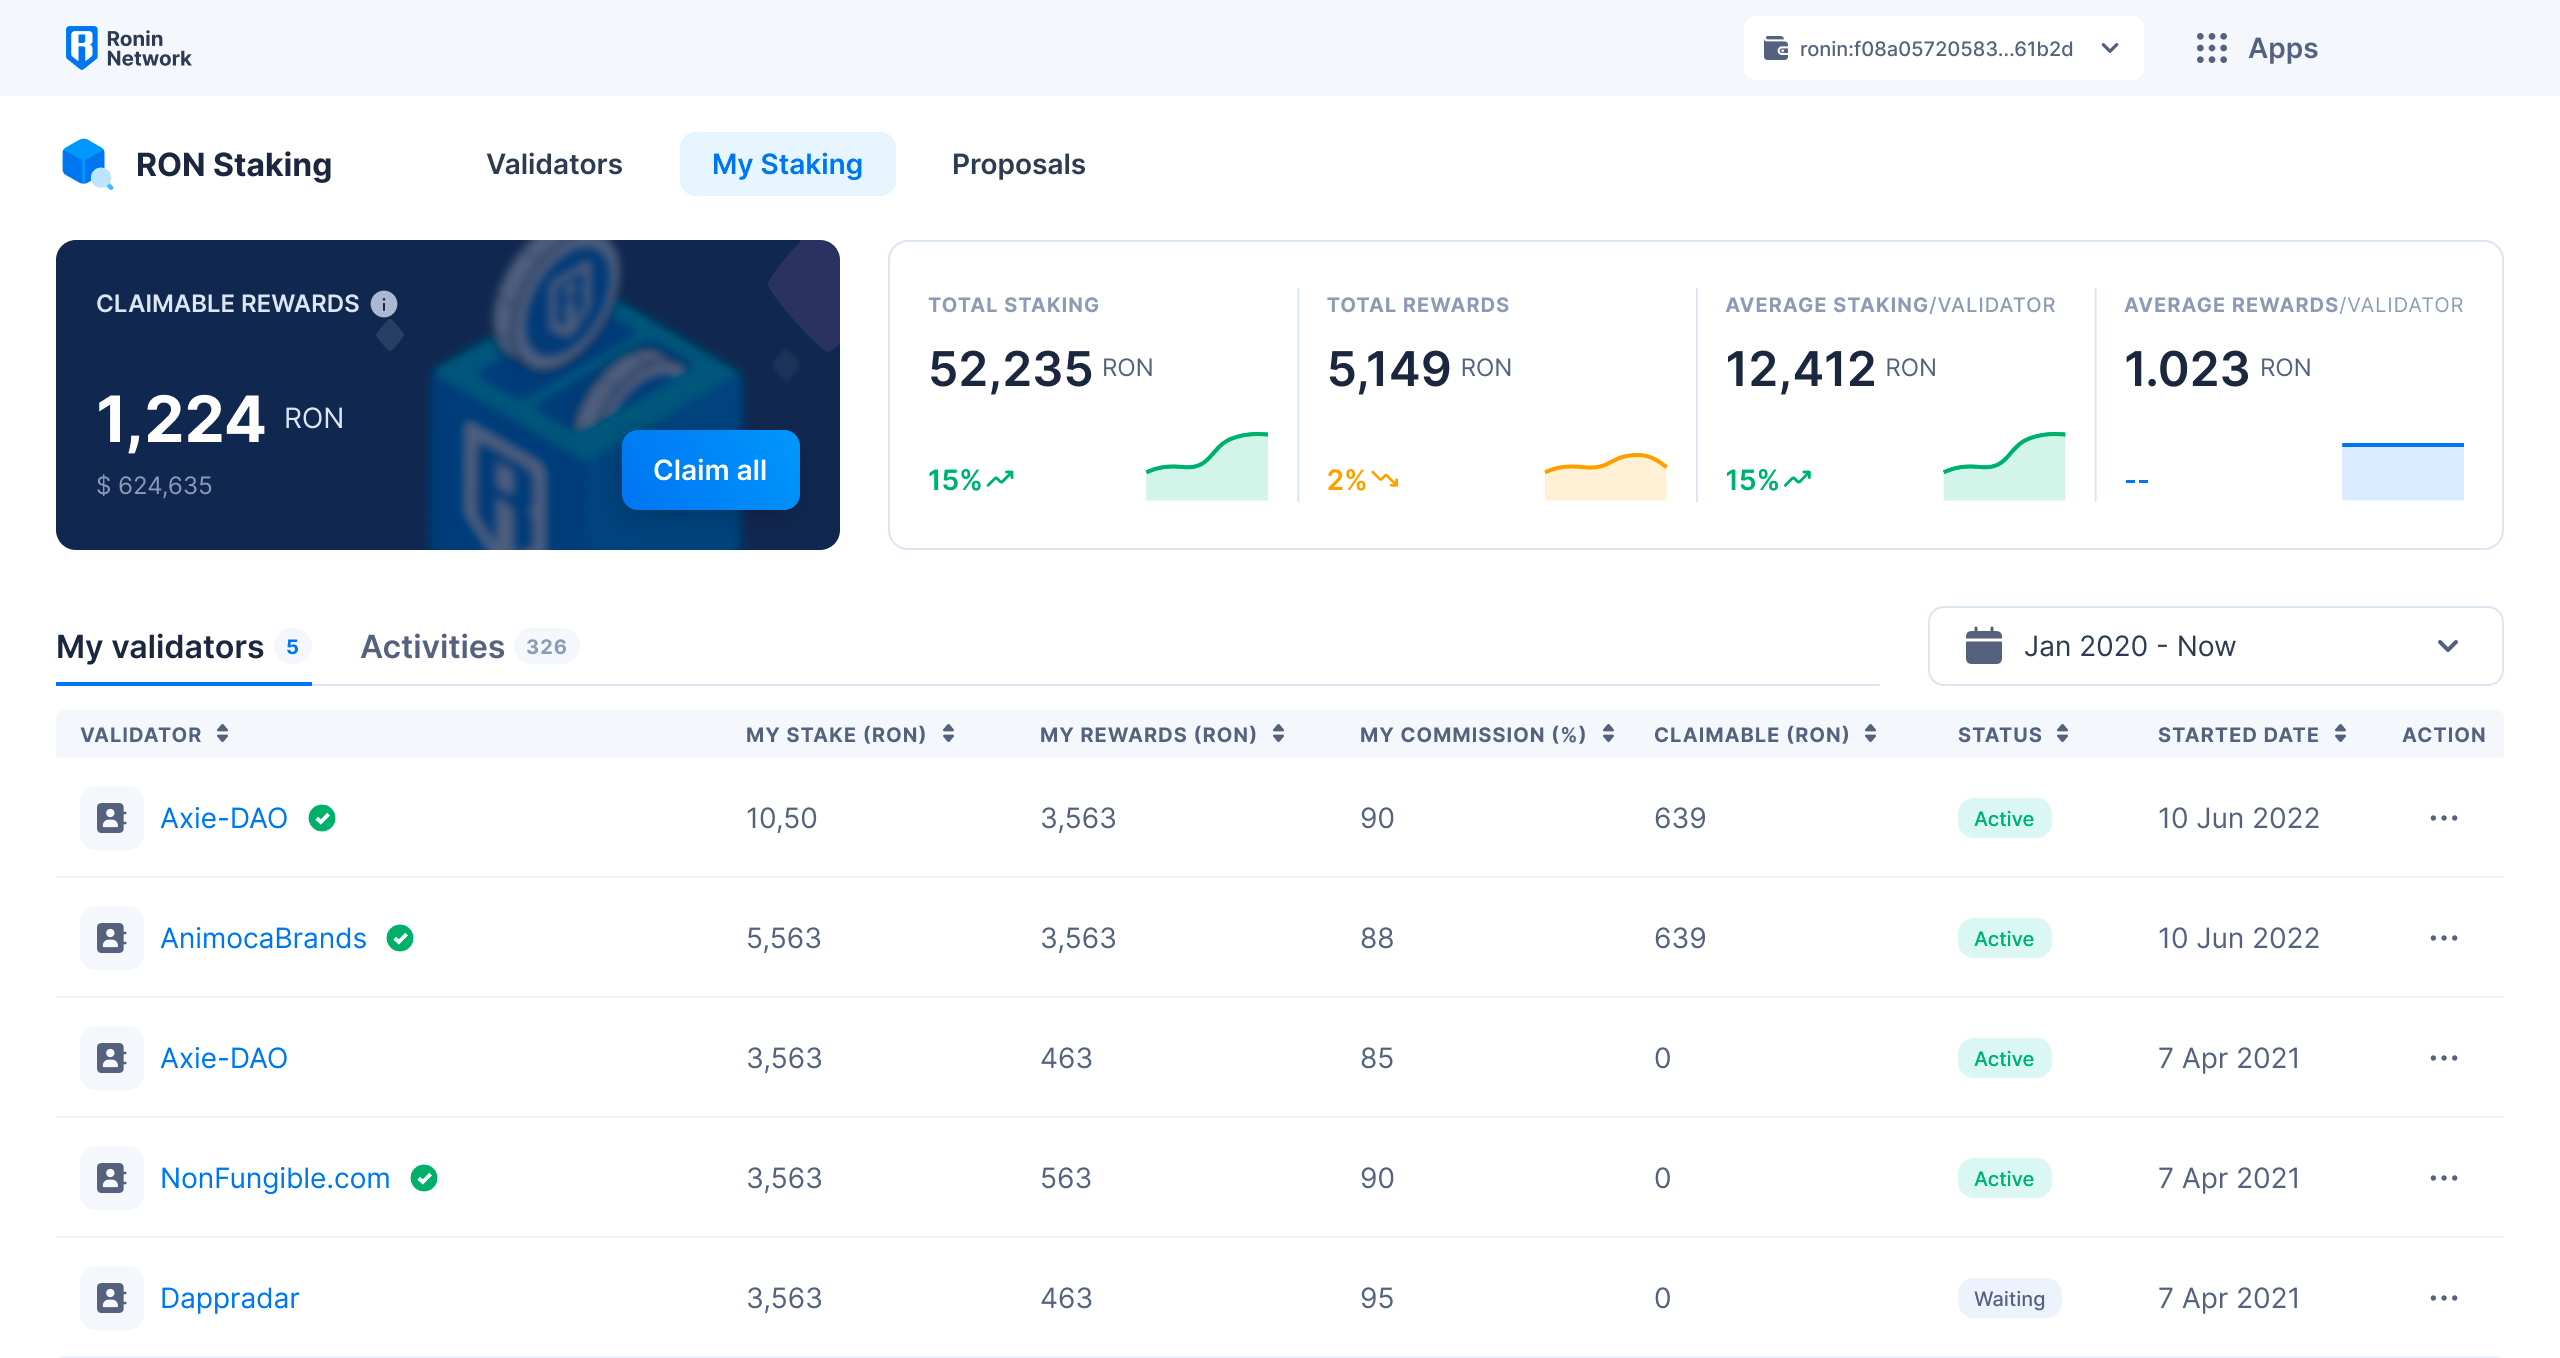 Ronin
Network
ronin:f08a05720583...61b2d
Apps
RON Staking
Validators
My Staking
Proposals
CLAIMABLE REWARDS
1,224 RON
$ 624,635
Claim all
TOTAL STAKING
52,235 RON
15%
TOTAL REWARDS
5,149 RON
2%
AVERAGE STAKING/VALIDATOR
12,412 RON
15%
AVERAGE REWARDS/VALIDATOR
1.023 RON
--
My validators 5
Activities 326
Jan 2020 - Now
VALIDATOR MY STAKE (RON) MY REWARDS (RON) MY COMMISSION (%) CLAIMABLE (RON) STATUS STARTED DATE ACTION
Axie-DAO 10,50 3,563 90 639 Active 10 Jun 2022
AnimocaBrands 5,563 3,563 88 639 Active 10 Jun 2022
Axie-DAO 3,563 463 85 0 Active 7 Apr 2021
NonFungible.com 3,563 563 90 0 Active 7 Apr 2021
Dappradar 3,563 463 95 0 Waiting 7 Apr 2021